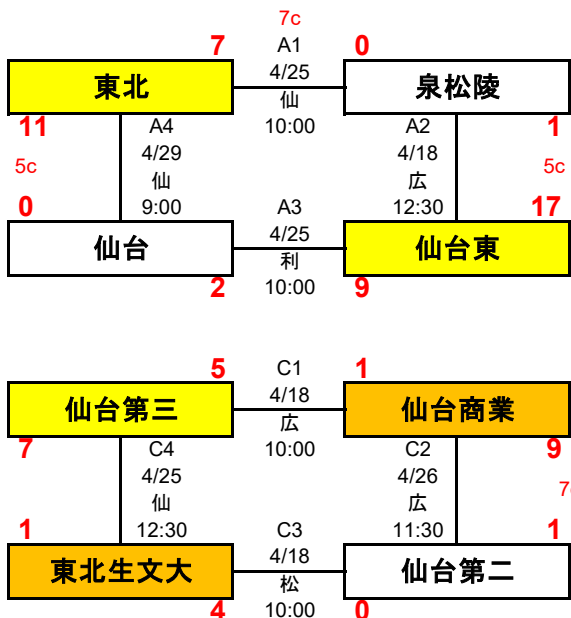 7c
7 A1 0
4/25
東北 泉松陵
仙
11 10:00 1
A4 A2
4/29 4/18
5c 5c
仙 広
0 9:00 12:30 17
A3
4/25
仙台 仙台東
利
2 10:00 9
5 C1 1
4/18
仙台第三 仙台商業
広
7 10:00 9
C4 C2
4/25 4/26
仙 広
1 12:30 11:30 1
C3
4/18
東北生文大 仙台第二
松
4 10:00 0